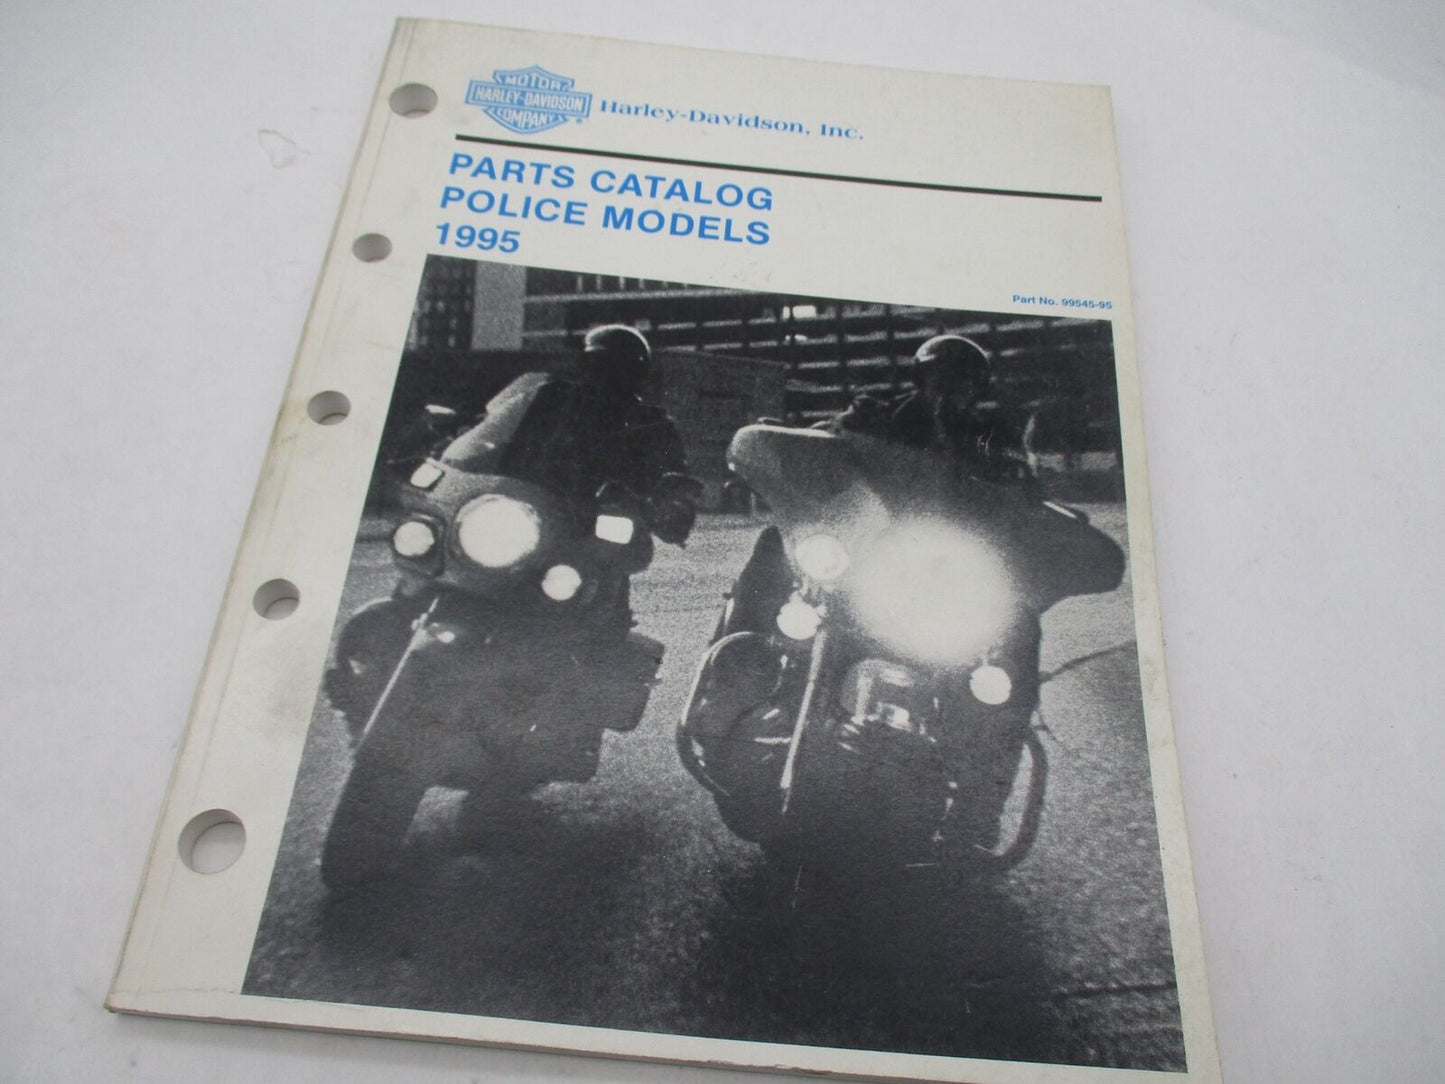 MOTOR
HARLEY-DAVIDSON
COMPANY
Harley-Davidson, Inc.
PARTS CATALOG
POLICE MODELS
1995
Part No. 99545-95